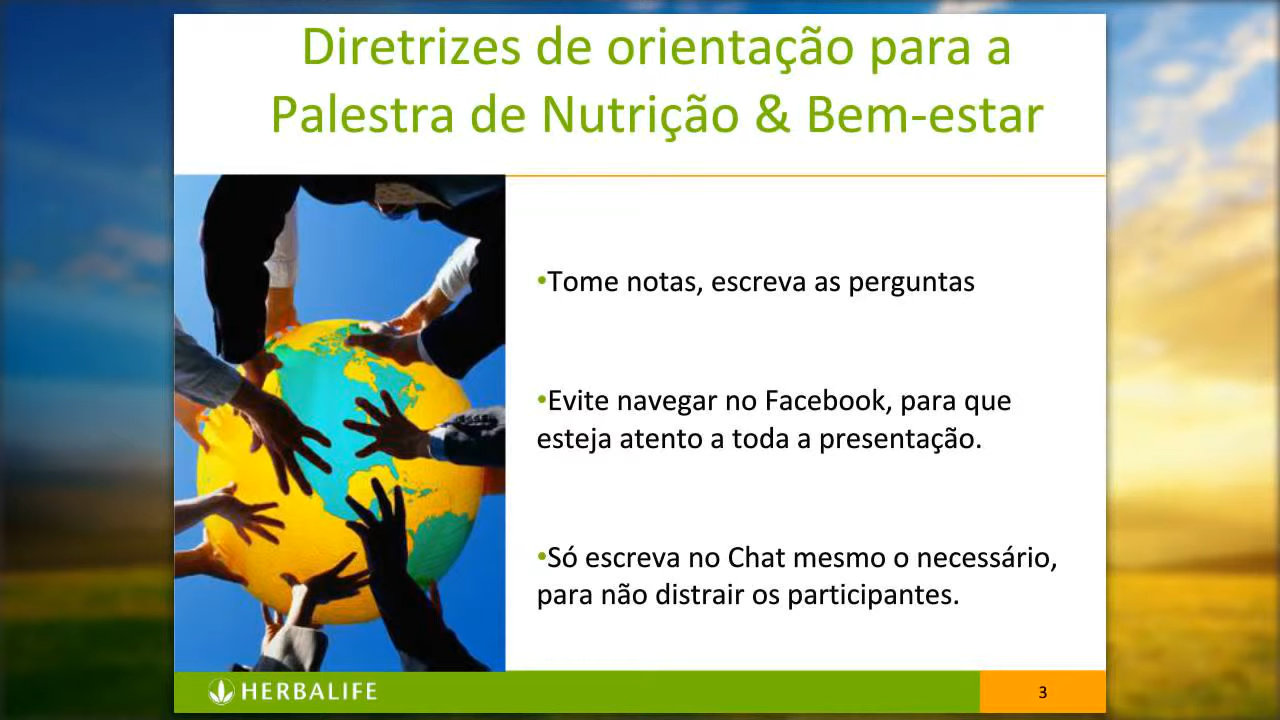 Diretrizes de orientação para a
Palestra de Nutrição & Bem-estar
•Tome notas, escreva as perguntas
•Evite navegar no Facebook, para que
esteja atento a toda a presentação.
•Só escreva no Chat mesmo o necessário,
para não distrair os participantes.
HERBALIFE
3